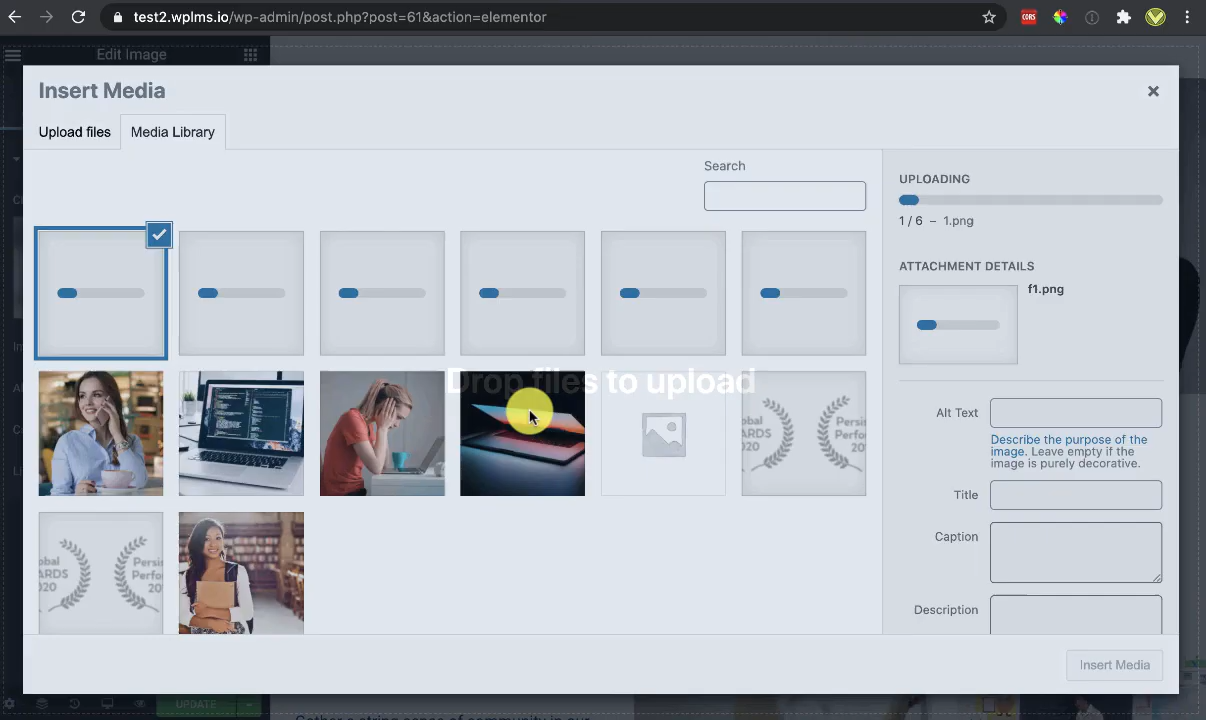 test2.wplms.io/wp-admin/post.php?post=61&action=elementor
CORS
Edit Image
Insert Media
Upload files
Media Library
Search
UPLOADING
1 / 6 – 1.png
ATTACHMENT DETAILS
f1.png
Drop files to upload
Alt Text
Describe the purpose of the
image. Leave empty if the
image is purely decorative.
Title
Caption
Description
Insert Media
UPDATE